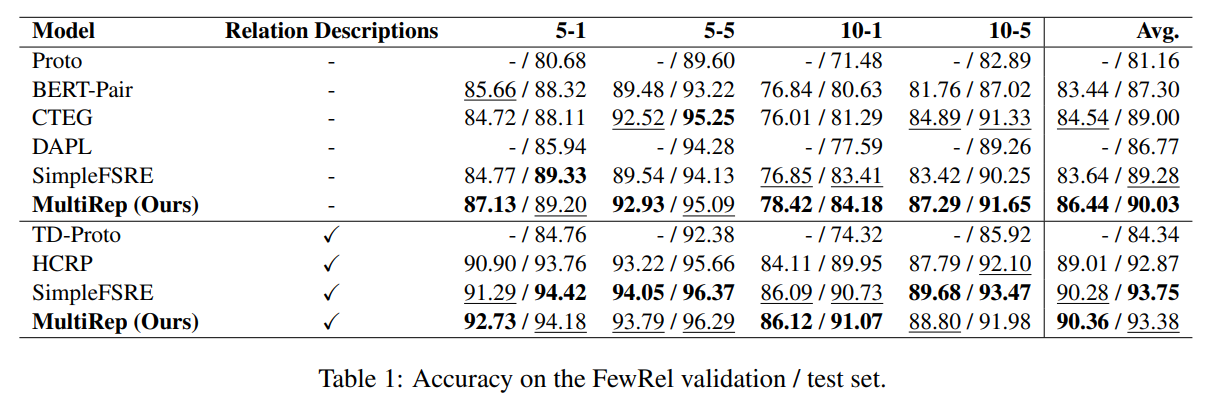 Model Relation Descriptions 5-1 5-5 10-1 10-5 Avg.
Proto - - / 80.68 - / 89.60 - / 71.48 - / 82.89 - / 81.16
BERT-Pair - 85.66 / 88.32 89.48 / 93.22 76.84 / 80.63 81.76 / 87.02 83.44 / 87.30
CTEG - 84.72 / 88.11 92.52 / 95.25 76.01 / 81.29 84.89 / 91.33 84.54 / 89.00
DAPL - - / 85.94 - / 94.28 - / 77.59 - / 89.26 - / 86.77
SimpleFSRE - 84.77 / 89.33 89.54 / 94.13 76.85 / 83.41 83.42 / 90.25 83.64 / 89.28
MultiRep (Ours) - 87.13 / 89.20 92.93 / 95.09 78.42 / 84.18 87.29 / 91.65 86.44 / 90.03
TD-Proto ✓ - / 84.76 - / 92.38 - / 74.32 - / 85.92 - / 84.34
HCRP ✓ 90.90 / 93.76 93.22 / 95.66 84.11 / 89.95 87.79 / 92.10 89.01 / 92.87
SimpleFSRE ✓ 91.29 / 94.42 94.05 / 96.37 86.09 / 90.73 89.68 / 93.47 90.28 / 93.75
MultiRep (Ours) ✓ 92.73 / 94.18 93.79 / 96.29 86.12 / 91.07 88.80 / 91.98 90.36 / 93.38
Table 1: Accuracy on the FewRel validation / test set.